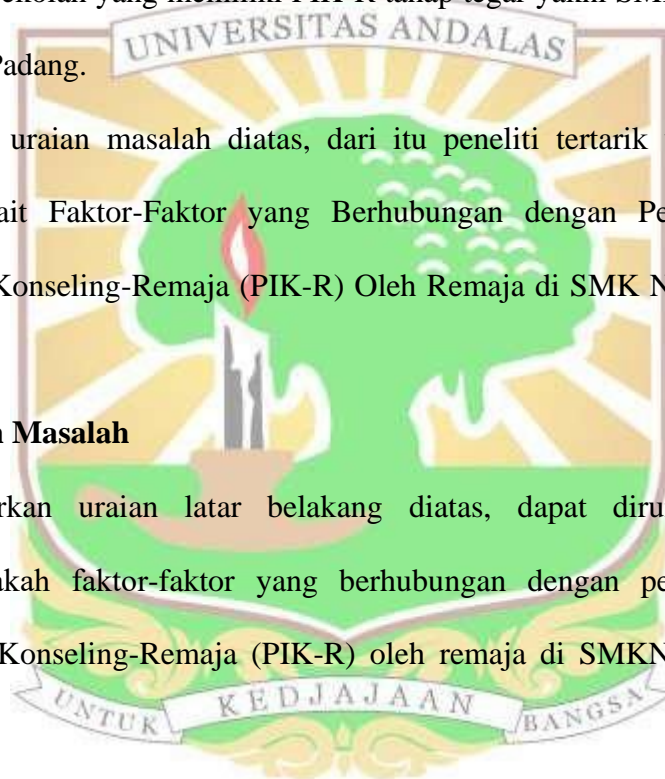 sekolah yang memiliki PIK-R tahap tegar yakni SM
UNIVERSITAS ANDALAS
Padang.
uraian masalah diatas, dari itu peneliti tertarik
ait Faktor-Faktor yang Berhubungan dengan Pe
Konseling-Remaja (PIK-R) Oleh Remaja di SMK N
Masalah
rkan uraian latar belakang diatas, dapat diru
akah faktor-faktor yang berhubungan dengan pe
Konseling-Remaja (PIK-R) oleh remaja di SMKN
UNTUK KEDJAJAAN BANGSA